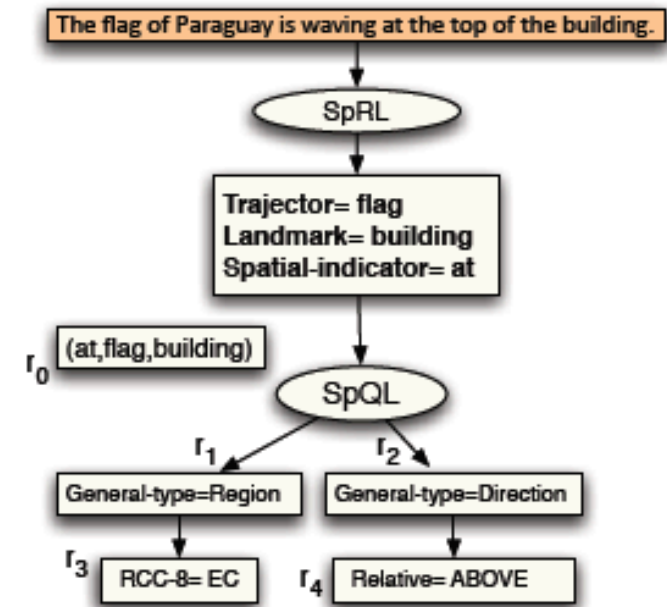 The flag of Paraguay is waving at the top of the building.
SpRL
Trajector= flag
Landmark= building
Spatial-indicator= at
r0 (at,flag,building)
SpQL
r1 r2
General-type=Region General-type=Direction
r3 RCC-8= EC r4 Relative= ABOVE